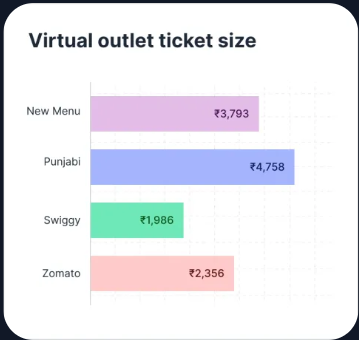 Virtual outlet ticket size
New Menu ₹3,793
Punjabi ₹4,758
Swiggy ₹1,986
Zomato ₹2,356